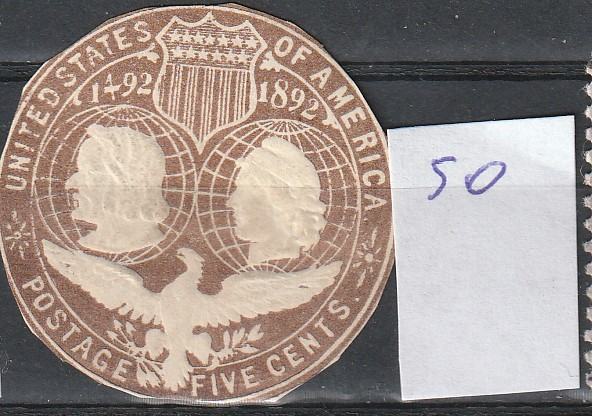 UNITED STATES OF AMERICA
1492 1892
POSTAGE FIVE CENTS.
50